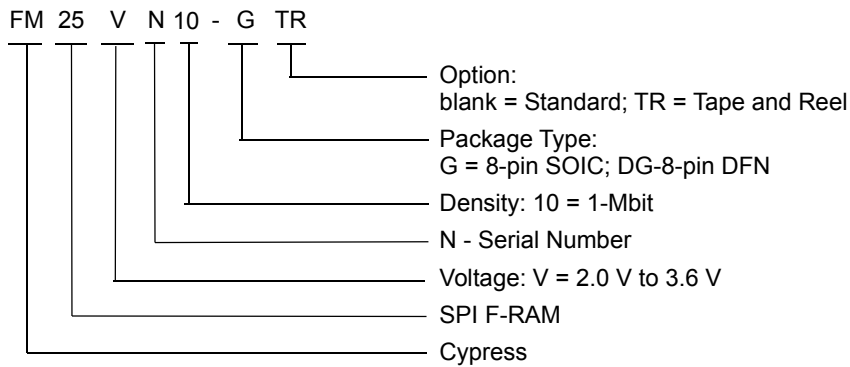 FM 25 V N 10 - G TR
Option:
blank = Standard; TR = Tape and Reel
Package Type:
G = 8-pin SOIC; DG-8-pin DFN
Density: 10 = 1-Mbit
N - Serial Number
Voltage: V = 2.0 V to 3.6 V
SPI F-RAM
Cypress